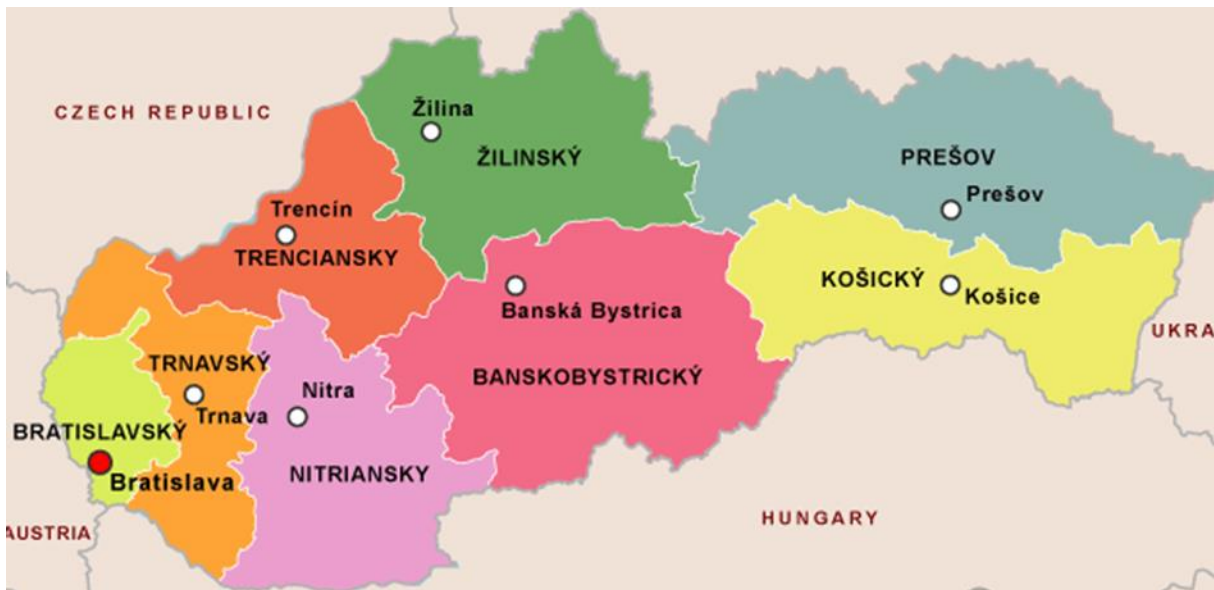 Žilina
CZECH REPUBLIC
ŽILINSKÝ
PREŠOV
Prešov
Trencín
TRENCIANSKY
KOŠICKÝ
Košice
Banská Bystrica
UKRA
TRNAVSKÝ
BANSKOBYSTRICKÝ
Nitra
Trnava
BRATISLAVSKÝ
NITRIANSKY
Bratislava
HUNGARY
AUSTRIA